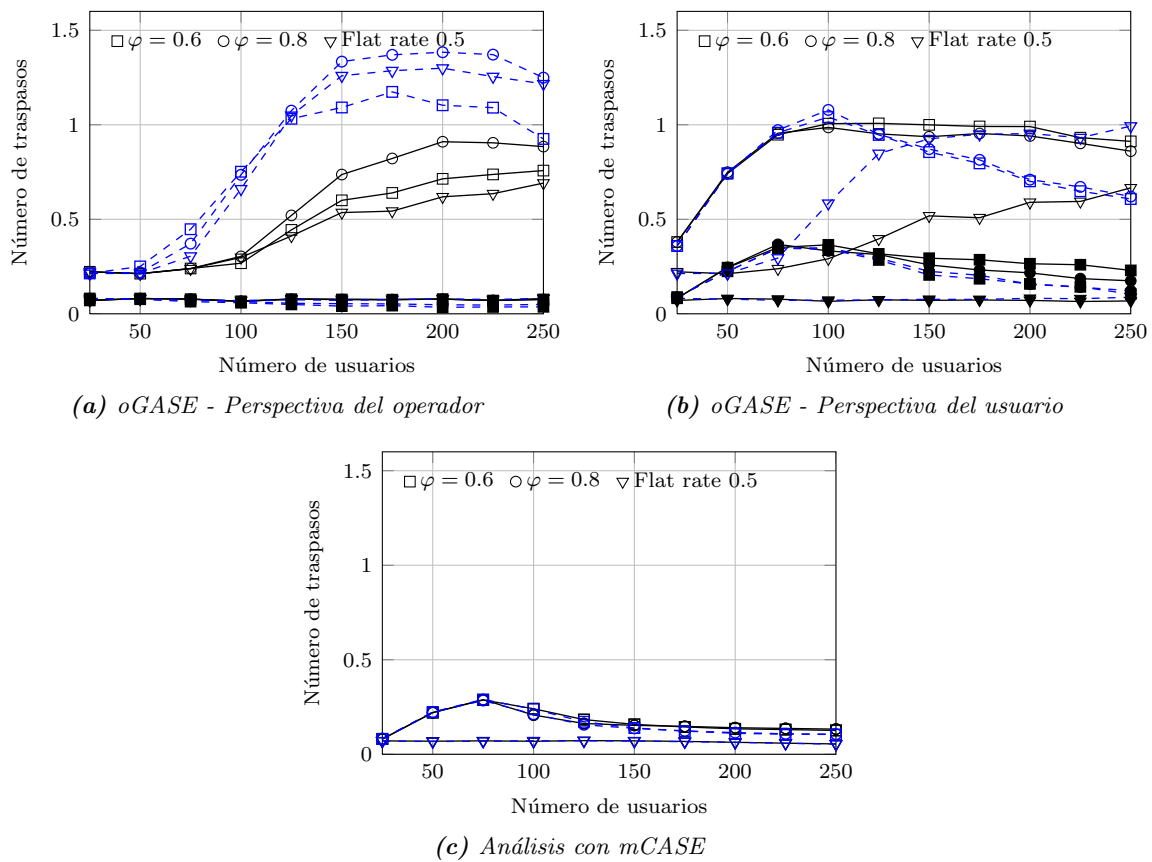 φ = 0.6 φ = 0.8 Flat rate 0.5
1.5
1
0.5
0
50 100 150 200 250
Número de traspasos
Número de usuarios
(a) oGASE - Perspectiva del operador
φ = 0.6 φ = 0.8 Flat rate 0.5
1.5
1
0.5
0
50 100 150 200 250
Número de traspasos
Número de usuarios
(b) oGASE - Perspectiva del usuario
φ = 0.6 φ = 0.8 Flat rate 0.5
1.5
1
0.5
0
50 100 150 200 250
Número de traspasos
Número de usuarios
(c) Análisis con mCASE